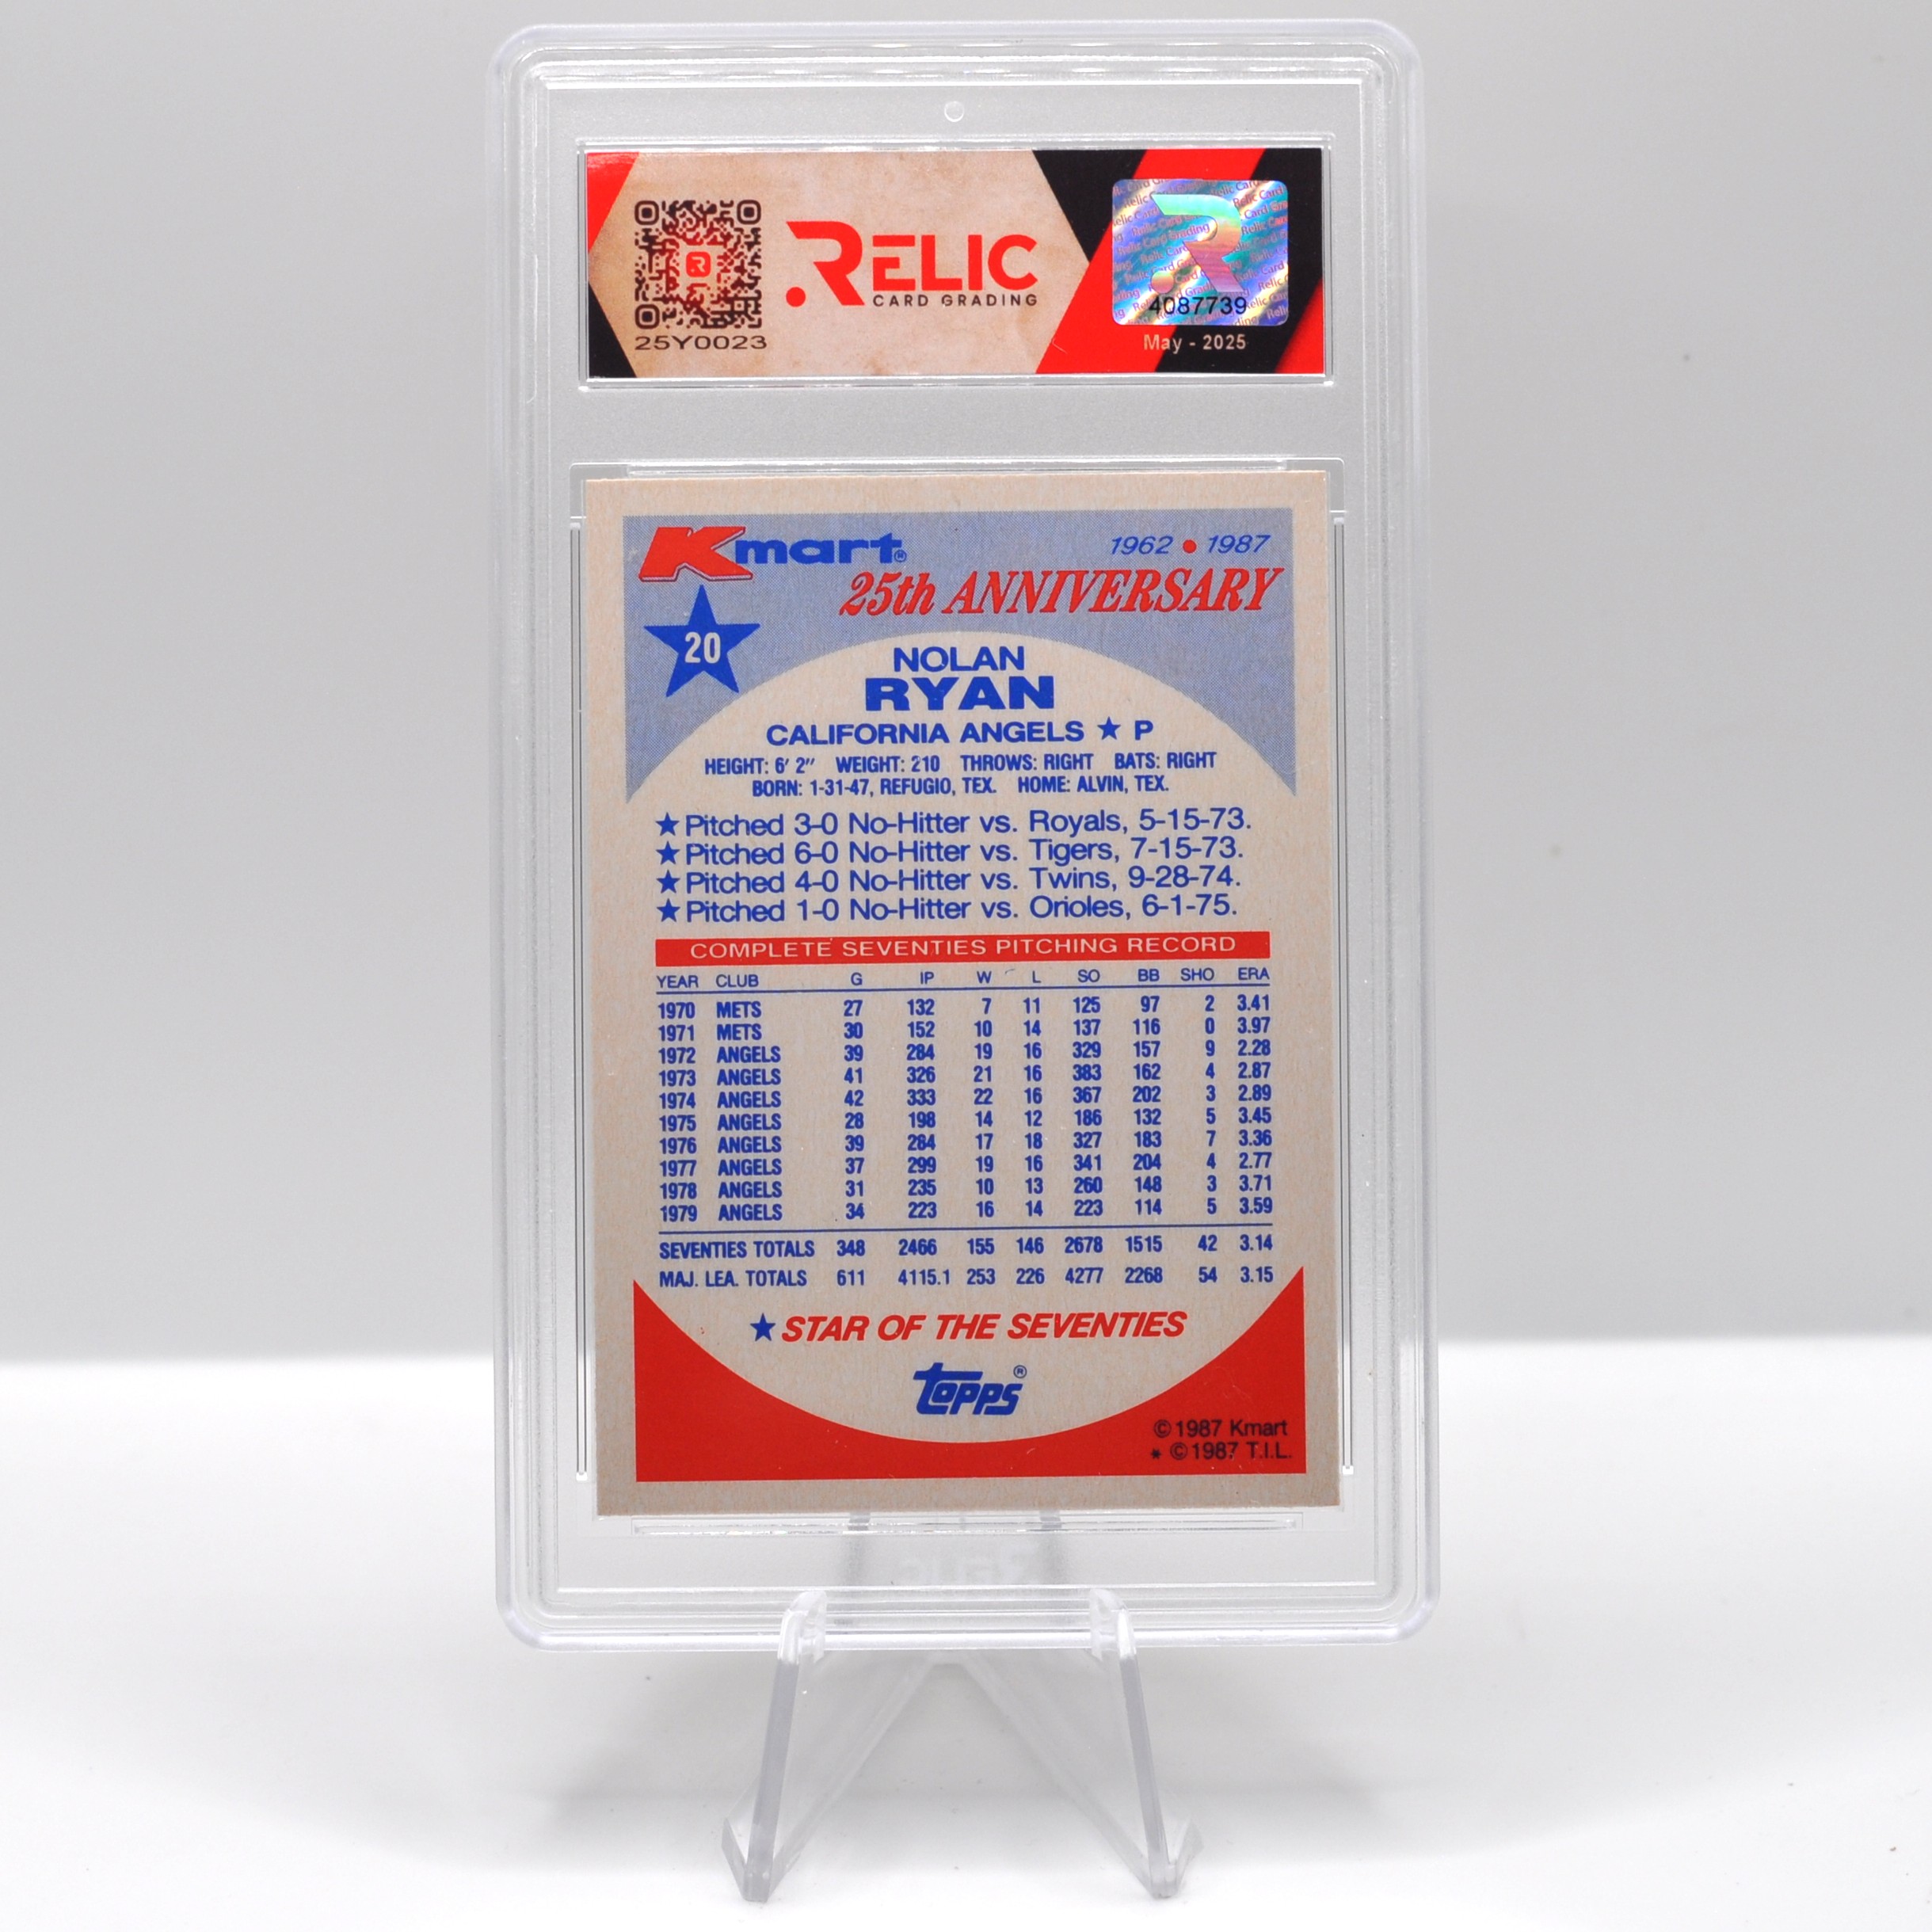 RELIC
CARD GRADING
25Y0023
4087739
May - 2025
Kmart®
1962 • 1987
25th ANNIVERSARY
20
NOLAN
RYAN
CALIFORNIA ANGELS ★ P
HEIGHT: 6' 2" WEIGHT: 210 THROWS: RIGHT BATS: RIGHT
BORN: 1-31-47, REFUGIO, TEX. HOME: ALVIN, TEX.
★ Pitched 3-0 No-Hitter vs. Royals, 5-15-73.
★ Pitched 6-0 No-Hitter vs. Tigers, 7-15-73.
★ Pitched 4-0 No-Hitter vs. Twins, 9-28-74.
★ Pitched 1-0 No-Hitter vs. Orioles, 6-1-75.
COMPLETE SEVENTIES PITCHING RECORD
YEAR CLUB G IP W L SO BB SHO ERA
1970 METS 27 132 7 11 125 97 2 3.41
1971 METS 30 152 10 14 137 116 0 3.97
1972 ANGELS 39 284 19 16 329 157 9 2.28
1973 ANGELS 41 326 21 16 383 162 4 2.87
1974 ANGELS 42 333 22 16 367 202 3 2.89
1975 ANGELS 28 198 14 12 186 132 5 3.45
1976 ANGELS 39 284 17 18 327 183 7 3.36
1977 ANGELS 37 299 19 16 341 204 4 2.77
1978 ANGELS 31 235 10 13 260 148 3 3.71
1979 ANGELS 34 223 16 14 223 114 5 3.59
SEVENTIES TOTALS 348 2466 155 146 2678 1515 42 3.14
MAJ. LEA. TOTALS 611 4115.1 253 226 4277 2268 54 3.15
★ STAR OF THE SEVENTIES
topps®
©1987 Kmart
* ©1987 T.I.L.